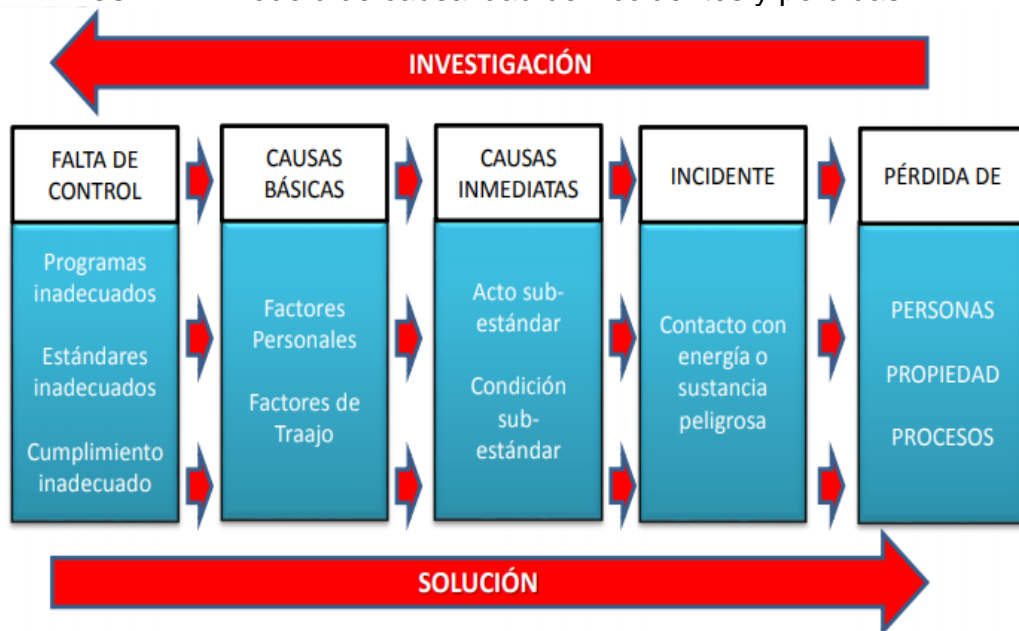 INVESTIGACIÓN
FALTA DE
CONTROL
CAUSAS
BÁSICAS
CAUSAS
INMEDIATAS
INCIDENTE
PÉRDIDA DE
Programas
inadecuados
Estándares
inadecuados
Cumplimiento
inadecuado
Factores
Personales
Factores de
Traajo
Acto sub-
estándar
Condición
sub-
estándar
Contacto con
energía o
sustancia
peligrosa
PERSONAS
PROPIEDAD
PROCESOS
SOLUCIÓN